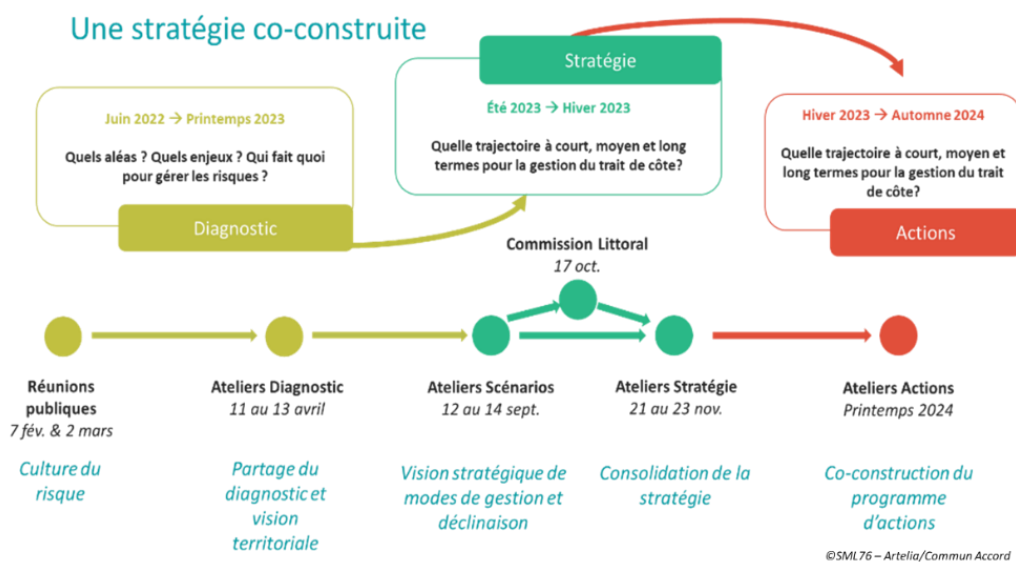 Une stratégie co-construite
Juin 2022 → Printemps 2023
Quels aléas ? Quels enjeux ? Qui fait quoi
pour gérer les risques ?
Diagnostic
Stratégie
Été 2023 → Hiver 2023
Quelle trajectoire à court, moyen et long
termes pour la gestion du trait de côte?
Hiver 2023 → Automne 2024
Quelle trajectoire à court, moyen et
long termes pour la gestion du trait
de côte?
Actions
Commission Littoral
17 oct.
Réunions
publiques
7 fév. & 2 mars
Culture du
risque
Ateliers Diagnostic
11 au 13 avril
Partage du
diagnostic et
vision
territoriale
Ateliers Scénarios
12 au 14 sept.
Vision stratégique de
modes de gestion et
déclinaison
Ateliers Stratégie
21 au 23 nov.
Consolidation de la
stratégie
Ateliers Actions
Printemps 2024
Co-construction du
programme
d'actions
©SML76 – Artelia/Commun Accord